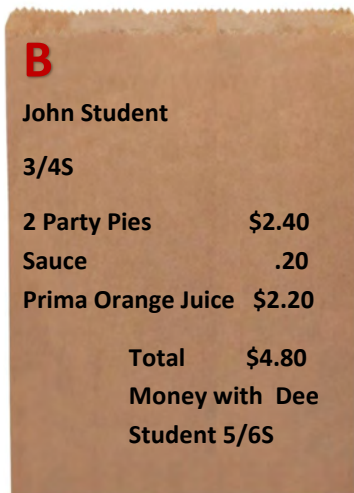 B
John Student
3/4S
2 Party Pies $2.40
Sauce .20
Prima Orange Juice $2.20
Total $4.80
Money with Dee
Student 5/6S